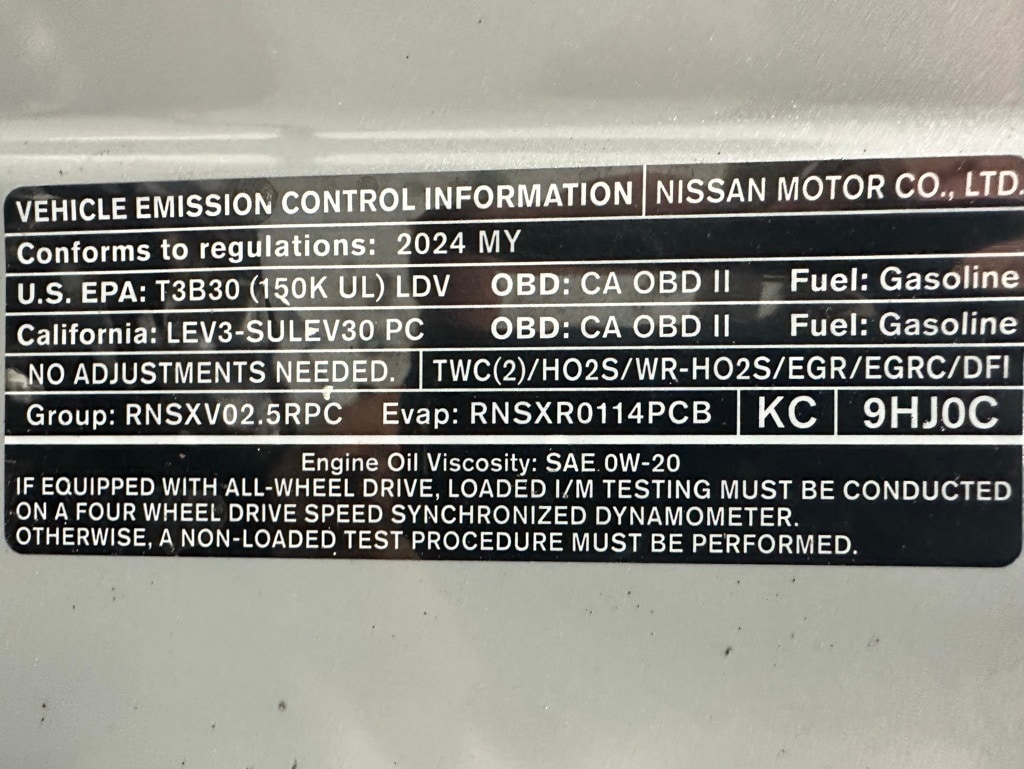 VEHICLE EMISSION CONTROL INFORMATION NISSAN MOTOR CO., LTD.
Conforms to regulations: 2024 MY
U.S. EPA: T3B30 (150K UL) LDV OBD: CA OBD II Fuel: Gasoline
California: LEV3-SULEV30 PC OBD: CA OBD II Fuel: Gasoline
NO ADJUSTMENTS NEEDED. TWC(2)/HO2S/WR-HO2S/EGR/EGRC/DFI
Group: RNSXV02.5RPC Evap: RNSXR0114PCB KC 9HJ0C
Engine Oil Viscosity: SAE 0W-20
IF EQUIPPED WITH ALL-WHEEL DRIVE, LOADED I/M TESTING MUST BE CONDUCTED
ON A FOUR WHEEL DRIVE SPEED SYNCHRONIZED DYNAMOMETER.
OTHERWISE, A NON-LOADED TEST PROCEDURE MUST BE PERFORMED.